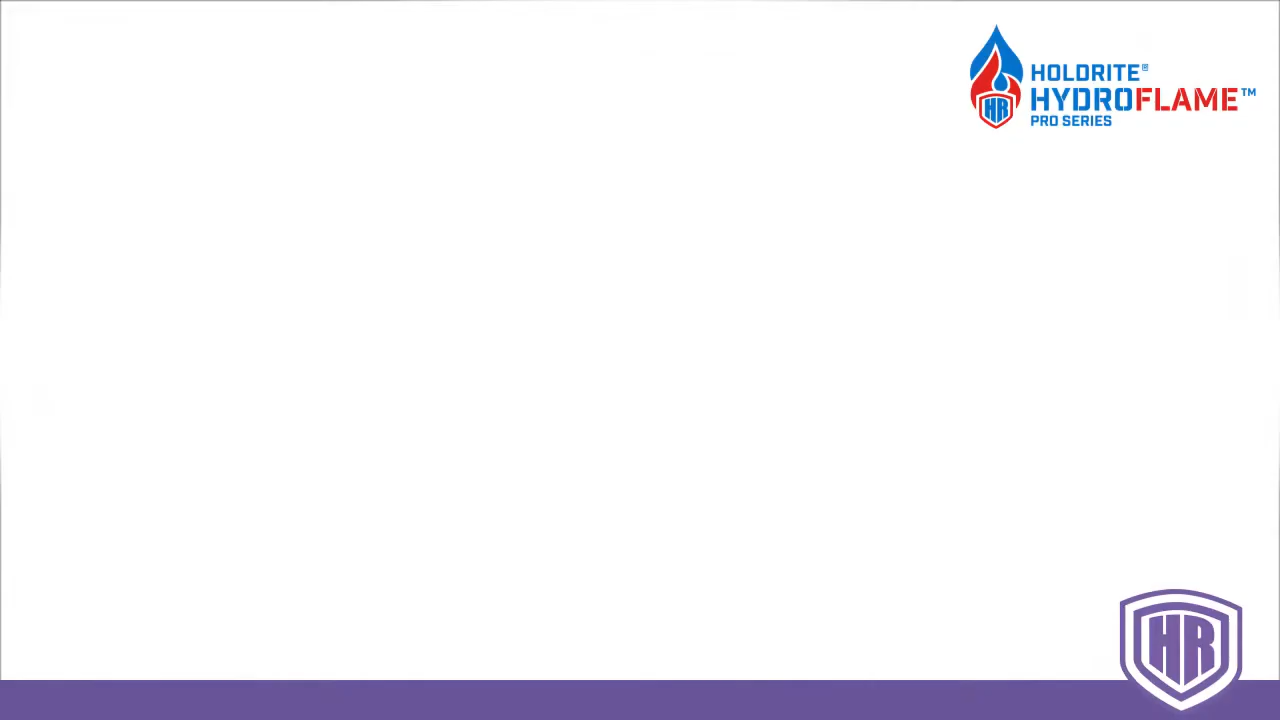 HOLDRITE®
HYDROFLAME™
PRO SERIES
HR
HR